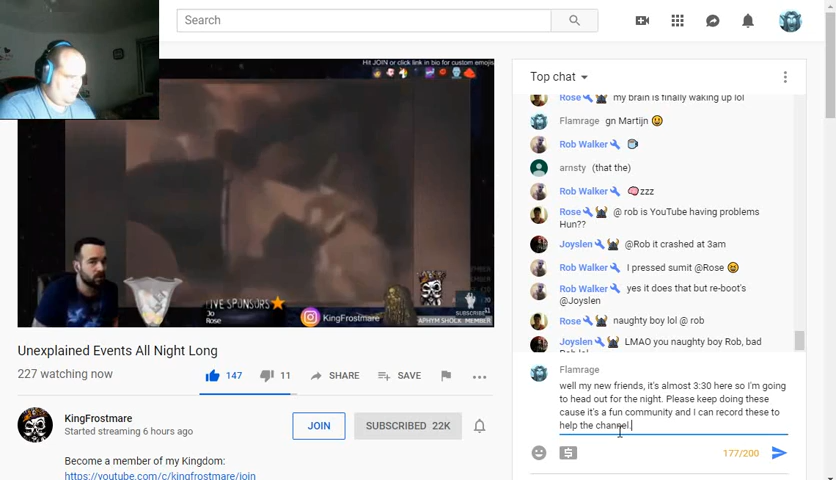 Search
Hit JOIN or click link in bio for custom emojis
LIVE SPONSORS
Jo
Rose
KingFrostmare
SUBSCRIBE
APHYM SHOCK MEMBER
Unexplained Events All Night Long
227 watching now
147
11
SHARE
SAVE
KingFrostmare
Started streaming 6 hours ago
JOIN
SUBSCRIBED 22K
Become a member of my Kingdom:
https://youtube.com/c/kingfrostmare/join
Top chat
Rose my brain is finally waking up lol
Flamrage gn Martijn
Rob Walker
arnsty (that the)
Rob Walker zzz
Rose @ rob is YouTube having problems
Hun??
Joyslen @Rob it crashed at 3am
Rob Walker I pressed sumit @Rose
Rob Walker yes it does that but re-boot's
@Joyslen
Rose naughty boy lol @ rob
Joyslen LMAO you naughty boy Rob, bad
Rob lol
Flamrage
well my new friends, it's almost 3:30 here so I'm going
to head out for the night. Please keep doing these
cause it's a fun community and I can record these to
help the channel.
177/200